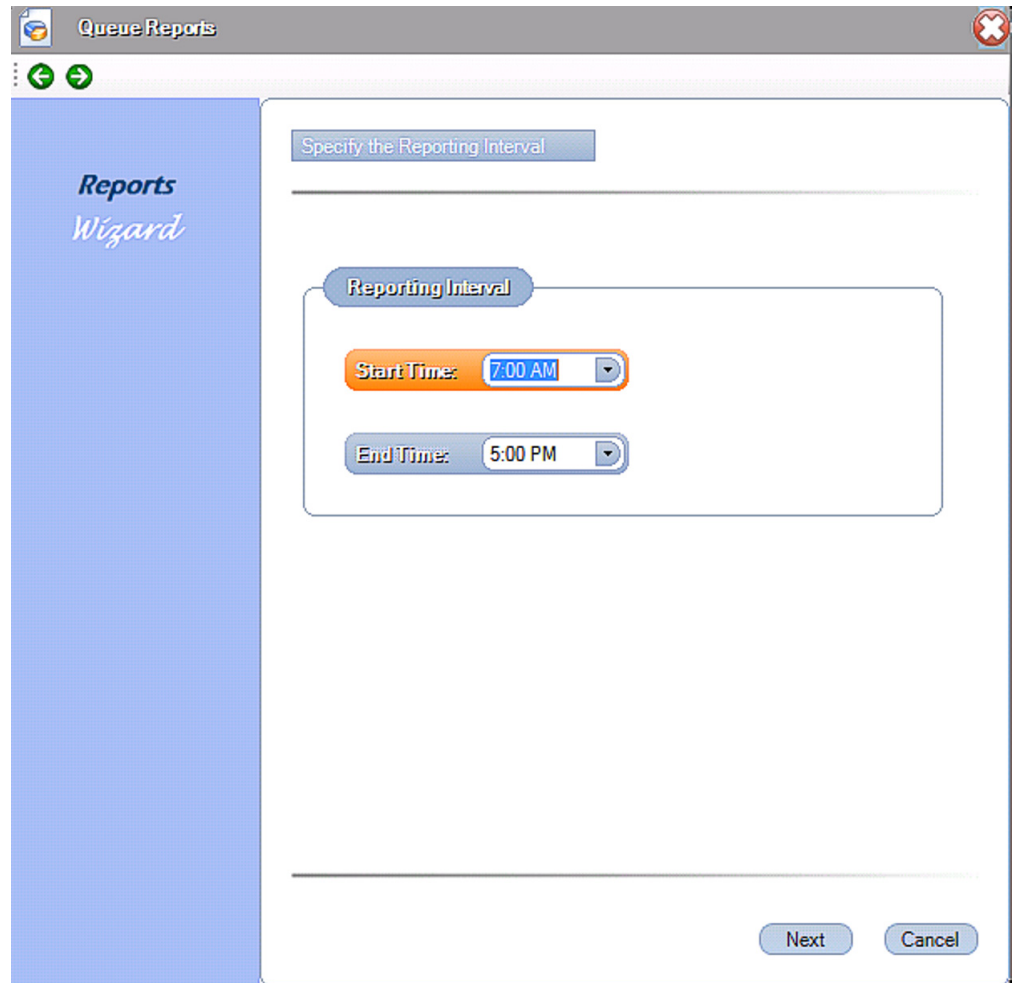 Queue Reports
Reports
Wizard
Specify the Reporting Interval
Reporting Interval
Start Time: 7:00 AM
End Time: 5:00 PM
Next Cancel